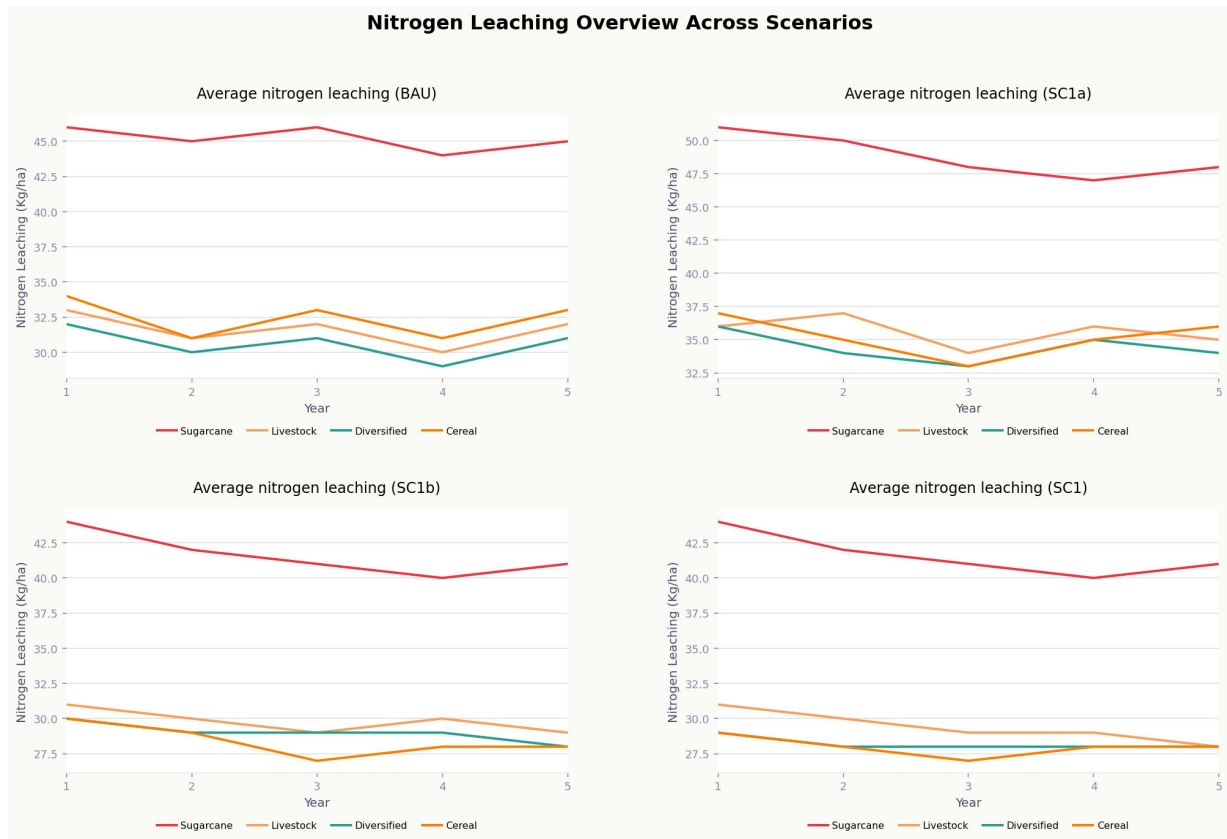 Nitrogen Leaching Overview Across Scenarios
Average nitrogen leaching (BAU)
Nitrogen Leaching (Kg/ha)
45.0
42.5
40.0
37.5
35.0
32.5
30.0
1 2 3 4 5
Year
Sugarcane Livestock Diversified Cereal
Average nitrogen leaching (SC1a)
Nitrogen Leaching (Kg/ha)
50.0
47.5
45.0
42.5
40.0
37.5
35.0
32.5
1 2 3 4 5
Year
Sugarcane Livestock Diversified Cereal
Average nitrogen leaching (SC1b)
Nitrogen Leaching (Kg/ha)
42.5
40.0
37.5
35.0
32.5
30.0
27.5
1 2 3 4 5
Year
Sugarcane Livestock Diversified Cereal
Average nitrogen leaching (SC1)
Nitrogen Leaching (Kg/ha)
42.5
40.0
37.5
35.0
32.5
30.0
27.5
1 2 3 4 5
Year
Sugarcane Livestock Diversified Cereal